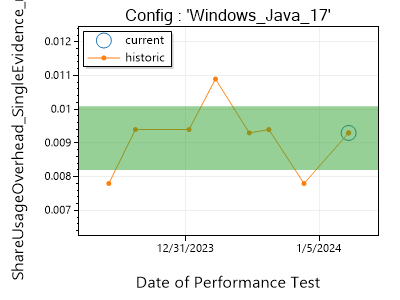 Config : 'Windows_Java_17'
current
historic
0.012
0.011
0.01
0.009
0.008
0.007
12/31/2023
1/5/2024
Date of Performance Test
ShareUsageOverhead_SingleEvidence_